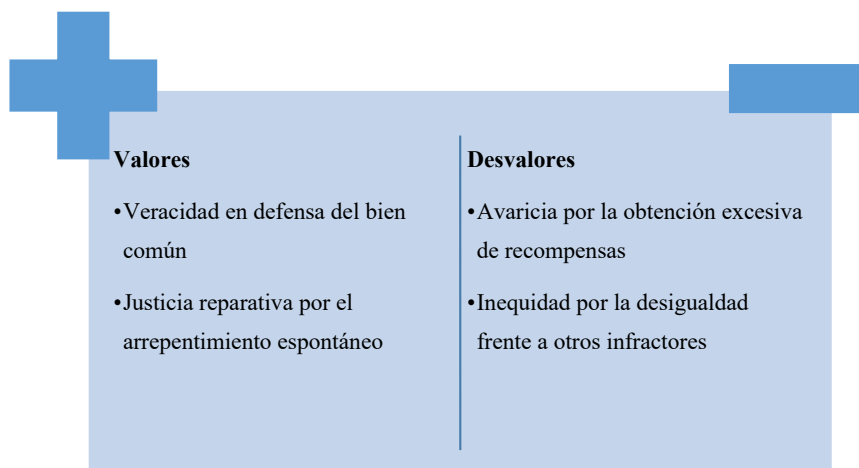 Valores
•Veracidad en defensa del bien
común
•Justicia reparativa por el
arrepentimiento espontáneo
Desvalores
•Avaricia por la obtención excesiva
de recompensas
•Inequidad por la desigualdad
frente a otros infractores